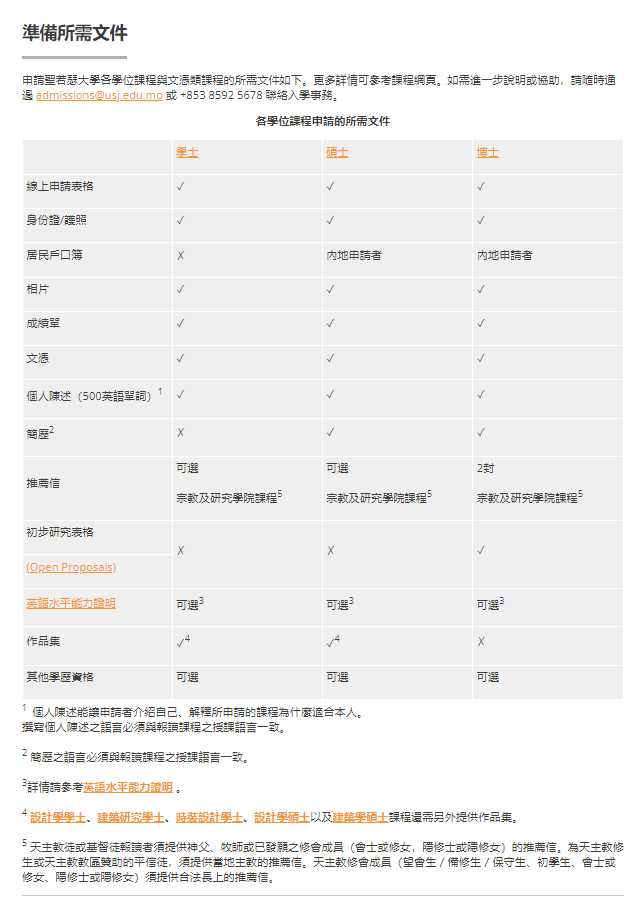 準備所需文件
申請聖若瑟大學各學位課程與文憑類課程的所需文件如下。更多詳情可參考課程網頁。如需進一步說明或協助，請隨時通
過 admissions@usj.edu.mo 或 +853 8592 5678 聯絡入學事務。
各學位課程申請的所需文件
學士 碩士 博士
線上申請表格 ✓ ✓ ✓
身份證/護照 ✓ ✓ ✓
居民戶口簿 ✗ 內地申請者 內地申請者
相片 ✓ ✓ ✓
成績單 ✓ ✓ ✓
文憑 ✓ ✓ ✓
個人陳述（500英語單詞）1 ✓ ✓ ✓
簡歷2 ✗ ✓ ✓
推薦信 可選 可選 2封
宗教及研究學院課程5 宗教及研究學院課程5 宗教及研究學院課程5
初步研究表格 ✗ ✗ ✓
(Open Proposals)
英語水平能力證明 可選3 可選3 可選3
作品集 ✓4 ✓4 ✗
其他學歷資格 可選 可選 可選
1 個人陳述能讓申請者介紹自己、解釋所申請的課程為什麼適合本人。
撰寫個人陳述之語言必須與報讀課程之授課語言一致。
2 簡歷之語言必須與報讀課程之授課語言一致。
3詳情請參考英語水平能力證明 。
4 設計學學士、建築研究學士、時裝設計學士、設計學碩士以及建築學碩士課程還需另外提供作品集。
5 天主教徒或基督徒報讀者須提供神父、牧師或已發願之修會成員（會士或修女，隱修士或隱修女）的推薦信。為天主教修
生或天主教教區贊助的平信徒，須提供當地主教的推薦信。天主教修會成員（望會生 / 備修生 / 保守生、初學生、會士或
修女、隱修士或隱修女）須提供合法長上的推薦信。